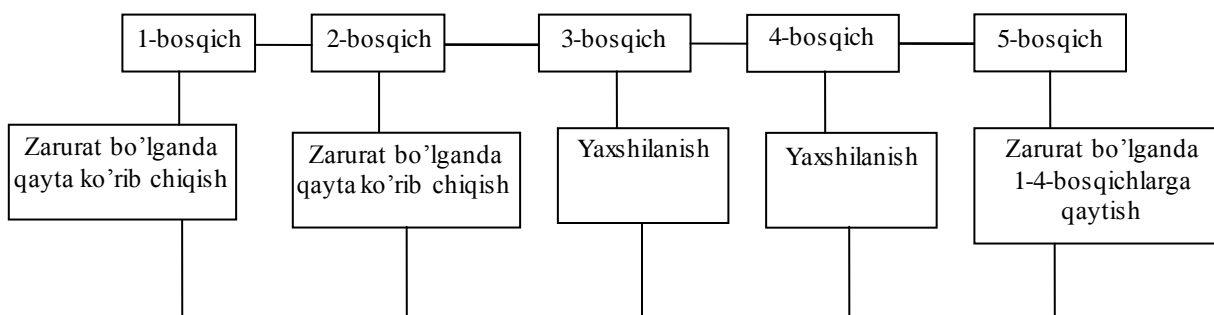 1-bosqich
2-bosqich
3-bosqich
4-bosqich
5-bosqich
Zarurat bo’lganda
qayta ko’rib chiqish
Zarurat bo’lganda
qayta ko’rib chiqish
Yaxshilanish
Yaxshilanish
Zarurat bo’lganda
1-4-bosqichlarga
qaytish